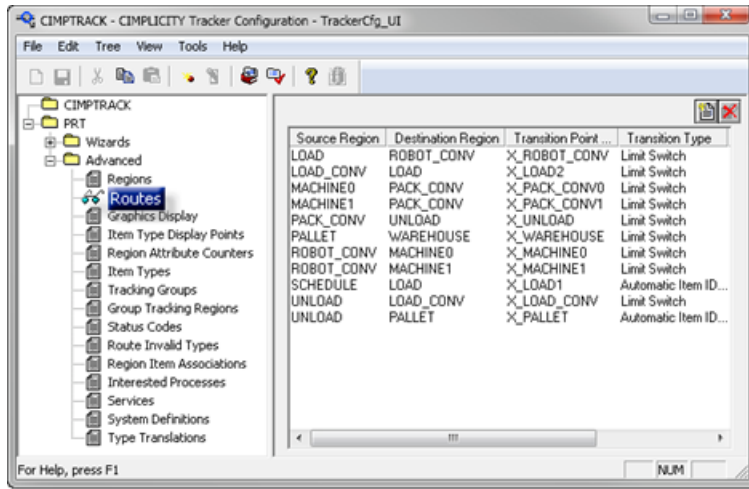 CIMPTRACK - CIMPLICITY Tracker Configuration - TrackerCfg_UI
File Edit Tree View Tools Help
CIMPTRACK
PRT
Wizards
Advanced
Regions
Routes
Graphics Display
Item Type Display Points
Region Attribute Counters
Item Types
Tracking Groups
Group Tracking Regions
Status Codes
Route Invalid Types
Region Item Associations
Interested Processes
Services
System Definitions
Type Translations
Source Region Destination Region Transition Point ... Transition Type
LOAD ROBOT_CONV X_ROBOT_CONV Limit Switch
LOAD_CONV LOAD X_LOAD2 Limit Switch
MACHINE0 PACK_CONV X_PACK_CONV0 Limit Switch
MACHINE1 PACK_CONV X_PACK_CONV1 Limit Switch
PACK_CONV UNLOAD X_UNLOAD Limit Switch
PALLET WAREHOUSE X_WAREHOUSE Limit Switch
ROBOT_CONV MACHINE0 X_MACHINE0 Limit Switch
ROBOT_CONV MACHINE1 X_MACHINE1 Limit Switch
SCHEDULE LOAD X_LOAD1 Automatic Item ID...
UNLOAD LOAD_CONV X_LOAD_CONV Limit Switch
UNLOAD PALLET X_PALLET Automatic Item ID...
For Help, press F1 NUM